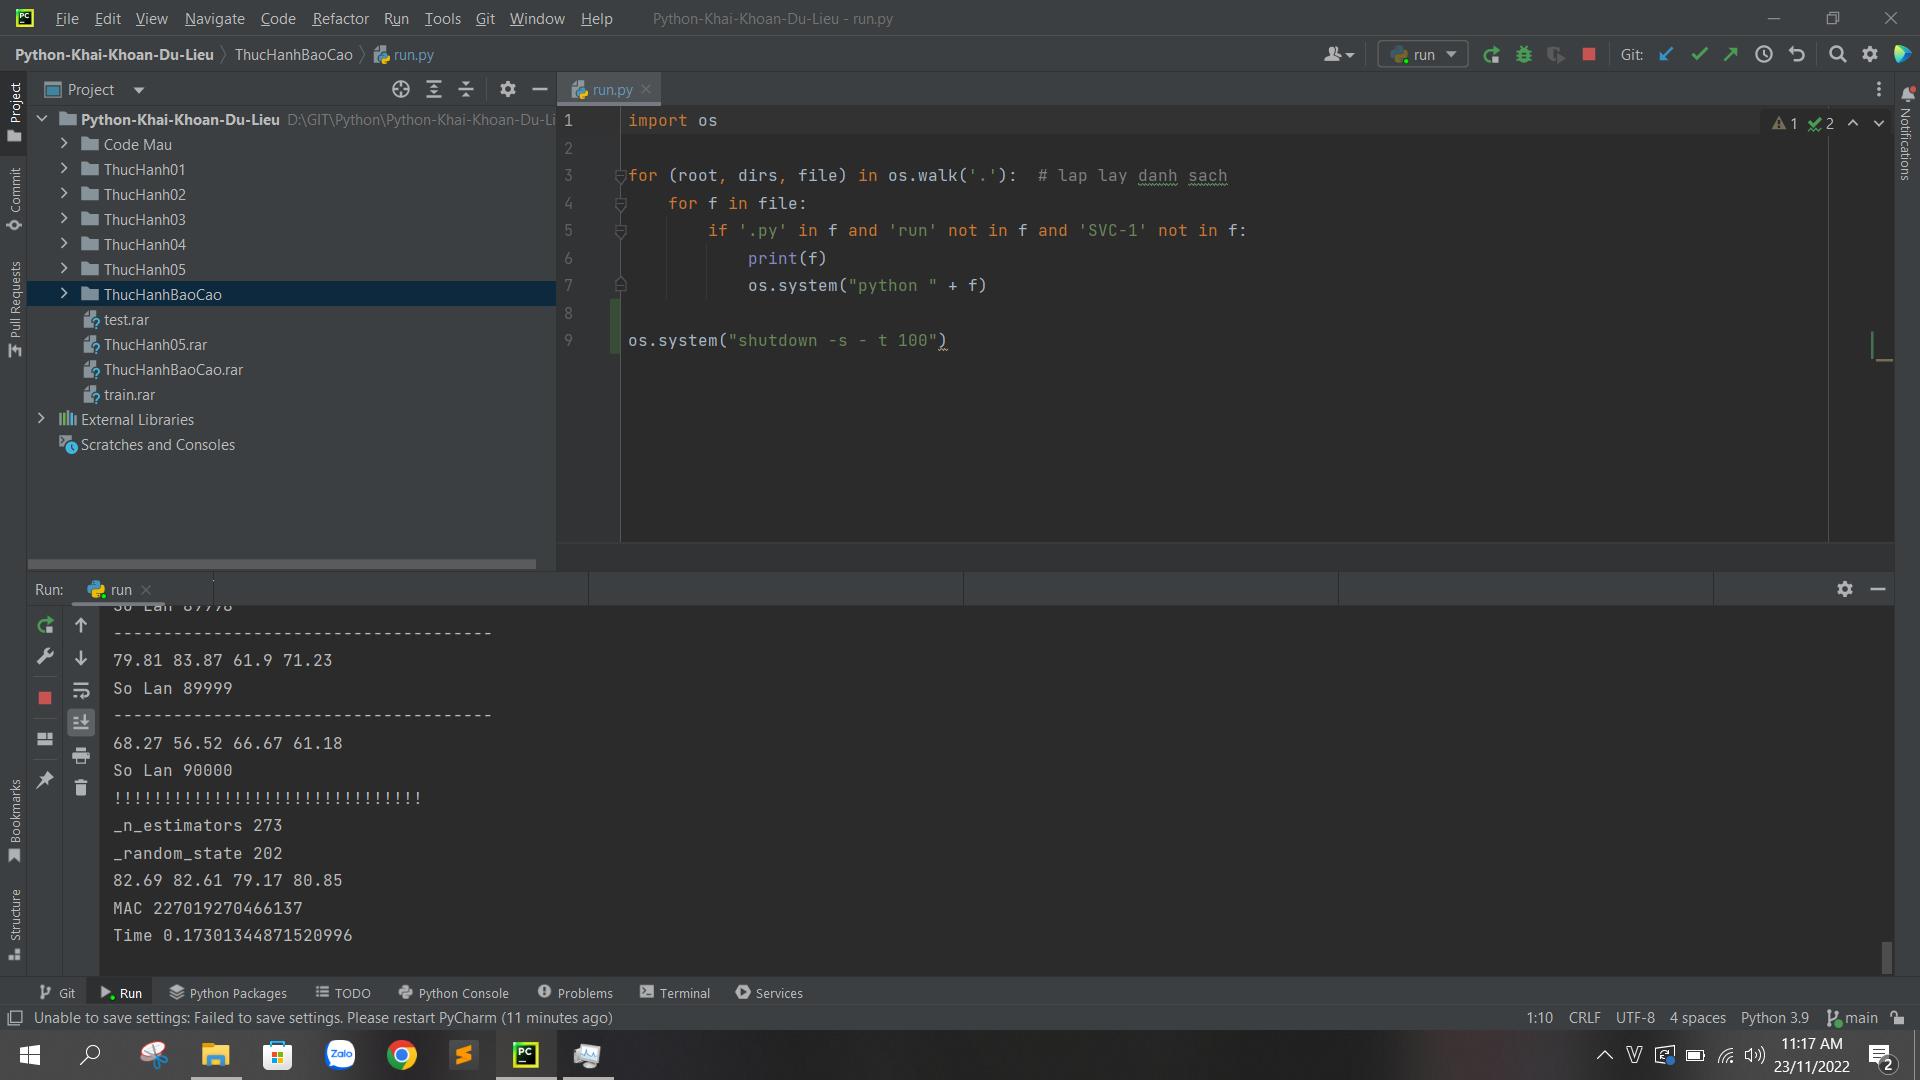 File Edit View Navigate Code Refactor Run Tools Git Window Help Python-Khai-Khoan-Du-Lieu - run.py
Python-Khai-Khoan-Du-Lieu ThucHanhBaoCao run.py run Git:
Project
Python-Khai-Khoan-Du-Lieu D:\GIT\Python\Python-Khai-Khoan-Du-Li
Code Mau
ThucHanh01
ThucHanh02
ThucHanh03
ThucHanh04
ThucHanh05
ThucHanhBaoCao
test.rar
ThucHanh05.rar
ThucHanhBaoCao.rar
train.rar
External Libraries
Scratches and Consoles
Project
Commit
Pull Requests
Bookmarks
Structure
run.py
1 import os
2
3 for (root, dirs, file) in os.walk('.'): # lap lay danh sach
4 for f in file:
5 if '.py' in f and 'run' not in f and 'SVC-1' not in f:
6 print(f)
7 os.system("python " + f)
8
9 os.system("shutdown -s - t 100")
1 2
Notifications
Run: run
So Lan 89998
--------------------------------------
79.81 83.87 61.9 71.23
So Lan 89999
--------------------------------------
68.27 56.52 66.67 61.18
So Lan 90000
!!!!!!!!!!!!!!!!!!!!!!!!!!!!!!!
_n_estimators 273
_random_state 202
82.69 82.61 79.17 80.85
MAC 227019270466137
Time 0.17301344871520996
Git Run Python Packages TODO Python Console Problems Terminal Services
Unable to save settings: Failed to save settings. Please restart PyCharm (11 minutes ago) 1:10 CRLF UTF-8 4 spaces Python 3.9 main
Zalo
PC
11:17 AM
23/11/2022
2